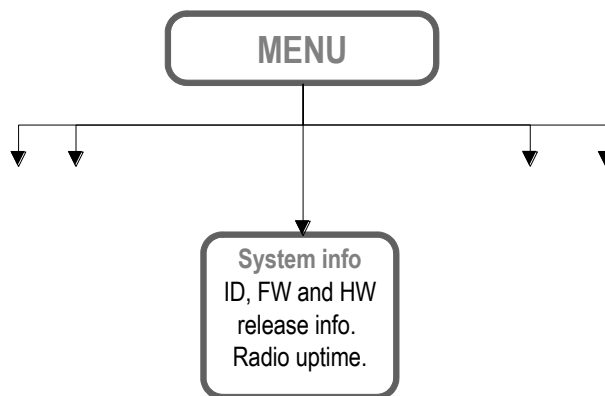 MENU
System info
ID, FW and HW
release info.
Radio uptime.